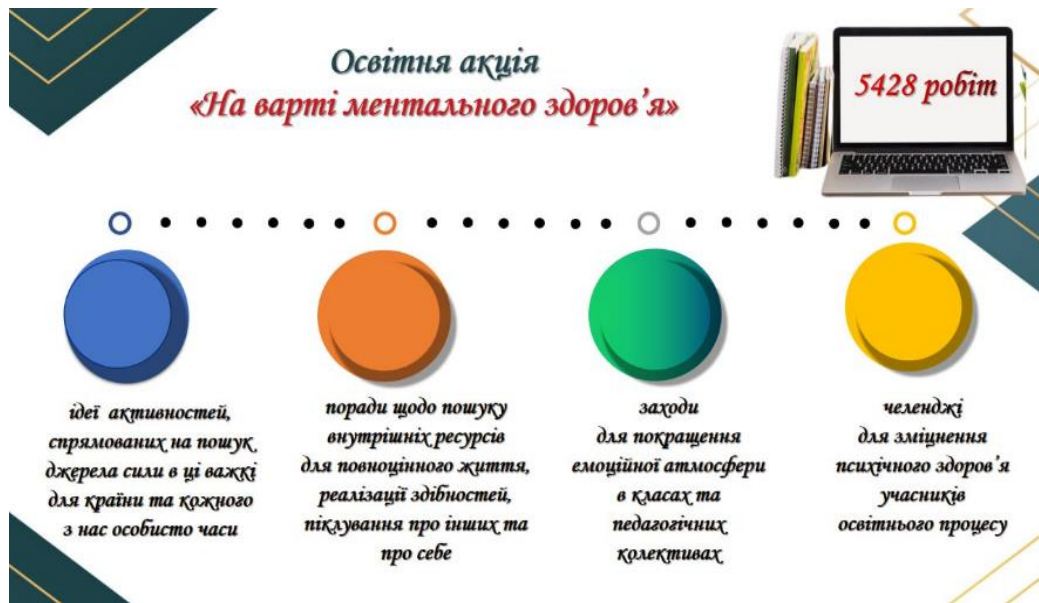 Освітня акція
«На варті ментального здоров’я»
5428 робіт
ідеї активностей,
спрямованих на пошук
джерела сили в ці важкі
для країни та кожного
з нас особисто часи
поради щодо пошуку
внутрішніх ресурсів
для повноцінного життя,
реалізації здібностей,
піклування про інших та
про себе
заходи
для покращення
емоційної атмосфери
в класах та
педагогічних
колективах
челенджі
для зміцнення
психічного здоров’я
учасників
освітнього процесу